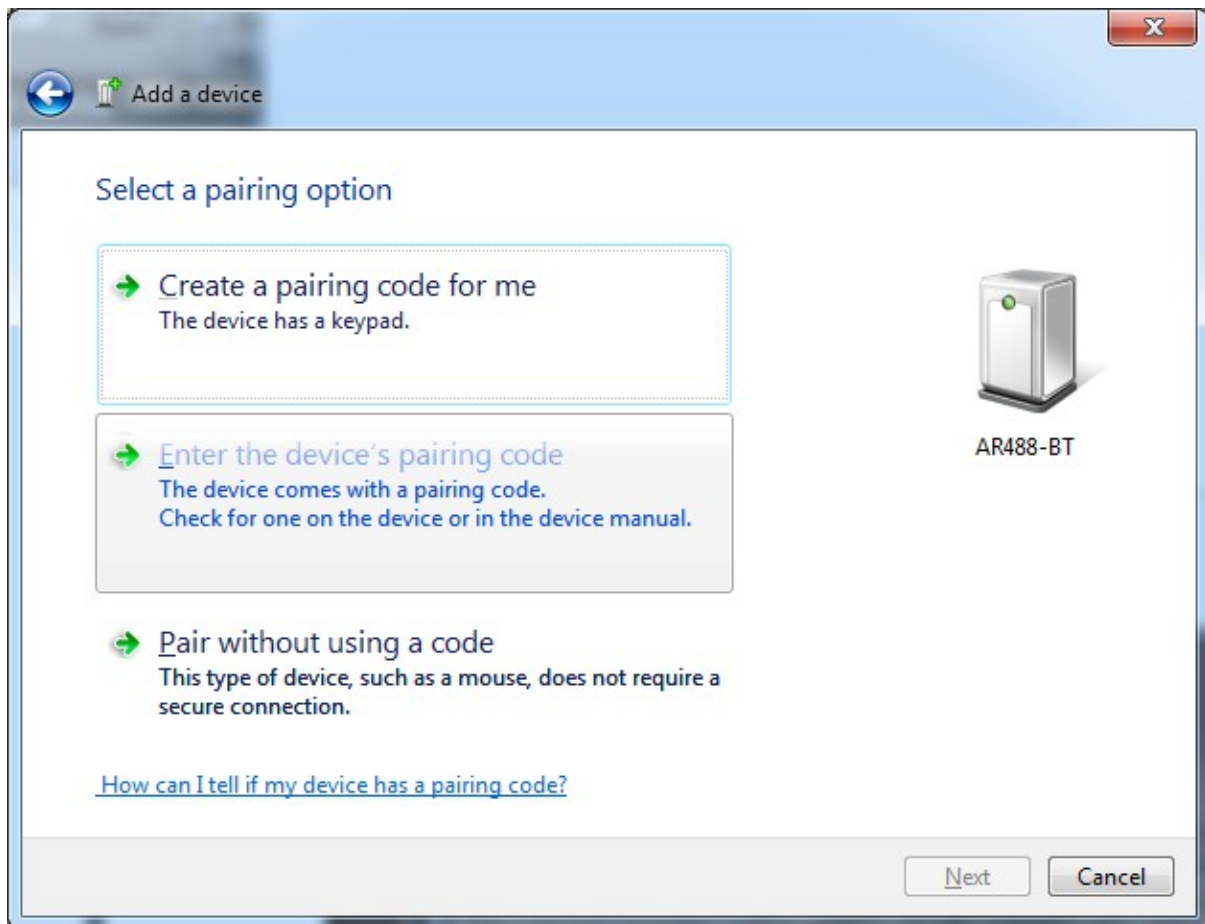 Add a device
Select a pairing option
Create a pairing code for me
The device has a keypad.
Enter the device's pairing code
The device comes with a pairing code.
Check for one on the device or in the device manual.
Pair without using a code
This type of device, such as a mouse, does not require a
secure connection.
How can I tell if my device has a pairing code?
AR488-BT
Next
Cancel